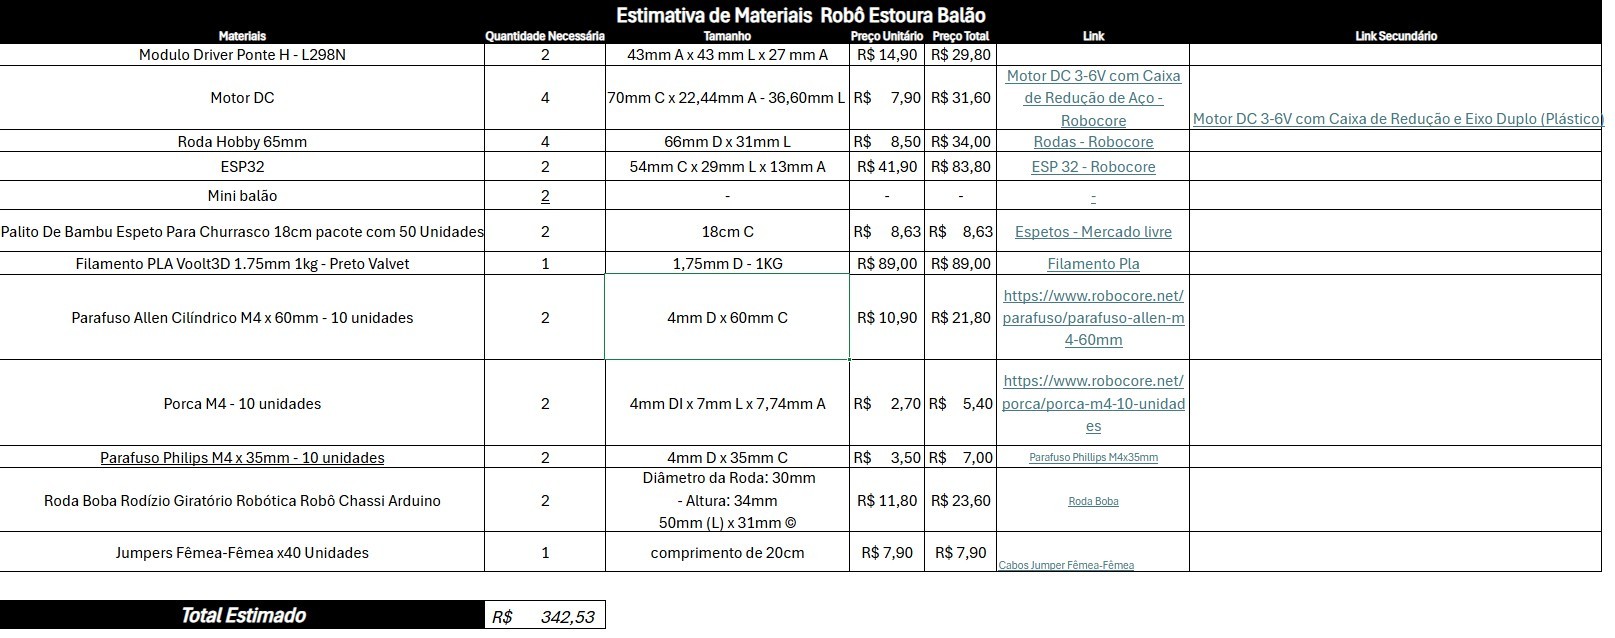 Estimativa de Materiais Robô Estoura Balão
Materiais Quantidade Necessária Tamanho Preço Unitário Preço Total Link Link Secundário
Modulo Driver Ponte H - L298N 2 43mm A x 43 mm L x 27 mm A R$ 14,90 R$ 29,80
Motor DC 4 70mm C x 22,44mm A - 36,60mm L R$ 7,90 R$ 31,60
Motor DC 3-6V com Caixa
de Redução de Aço -
Robocore
Motor DC 3-6V com Caixa de Redução e Eixo Duplo (Plástico)
Roda Hobby 65mm 4 66mm D x 31mm L R$ 8,50 R$ 34,00 Rodas - Robocore
ESP32 2 54mm C x 29mm L x 13mm A R$ 41,90 R$ 83,80 ESP 32 - Robocore
Mini balão 2 - - - -
Palito De Bambu Espeto Para Churrasco 18cm pacote com 50 Unidades 2 18cm C R$ 8,63 R$ 8,63 Espetos - Mercado livre
Filamento PLA Voolt3D 1.75mm 1kg - Preto Valvet 1 1,75mm D - 1KG R$ 89,00 R$ 89,00 Filamento Pla
Parafuso Allen Cilíndrico M4 x 60mm - 10 unidades 2 4mm D x 60mm C R$ 10,90 R$ 21,80
https://www.robocore.net/
parafuso/parafuso-allen-m
4-60mm
Porca M4 - 10 unidades 2 4mm DI x 7mm L x 7,74mm A R$ 2,70 R$ 5,40
https://www.robocore.net/
porca/porca-m4-10-unidad
es
Parafuso Philips M4 x 35mm - 10 unidades 2 4mm D x 35mm C R$ 3,50 R$ 7,00 Parafuso Phillips M4x35mm
Roda Boba Rodízio Giratório Robótica Robô Chassi Arduino 2
Diâmetro da Roda: 30mm
- Altura: 34mm
50mm (L) x 31mm ©
R$ 11,80 R$ 23,60 Roda Boba
Jumpers Fêmea-Fêmea x40 Unidades 1 comprimento de 20cm R$ 7,90 R$ 7,90 Cabos Jumper Fêmea-Fêmea
Total Estimado R$ 342,53